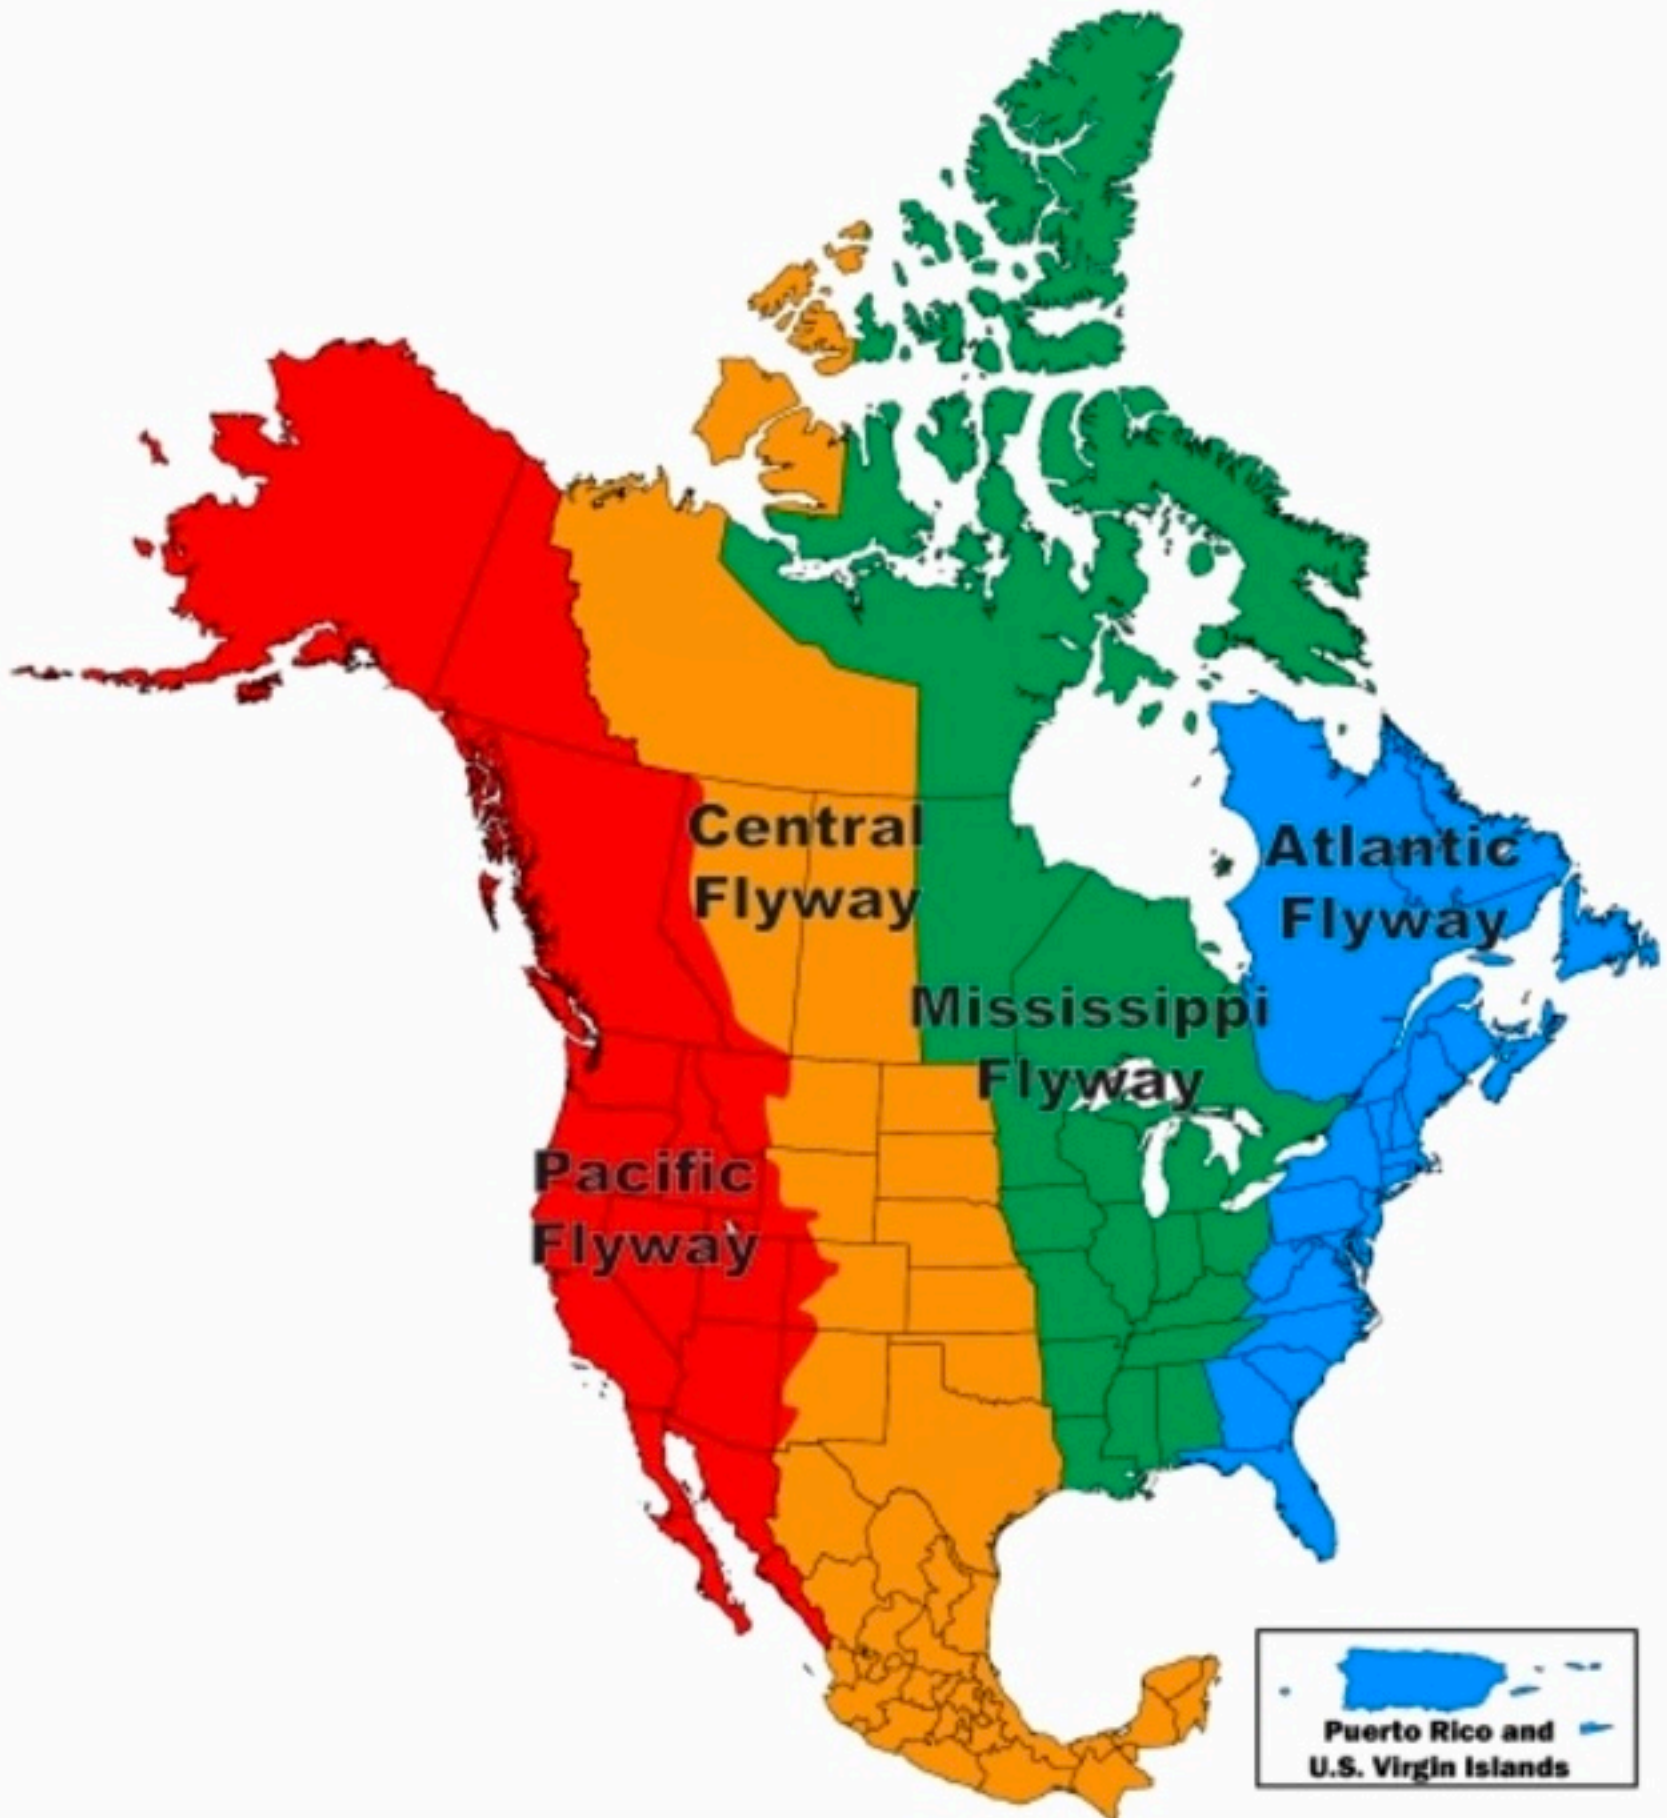 Central
Flyway
Atlantic
Flyway
Mississippi
Flyway
Pacific
Flyway
Puerto Rico and
U.S. Virgin Islands